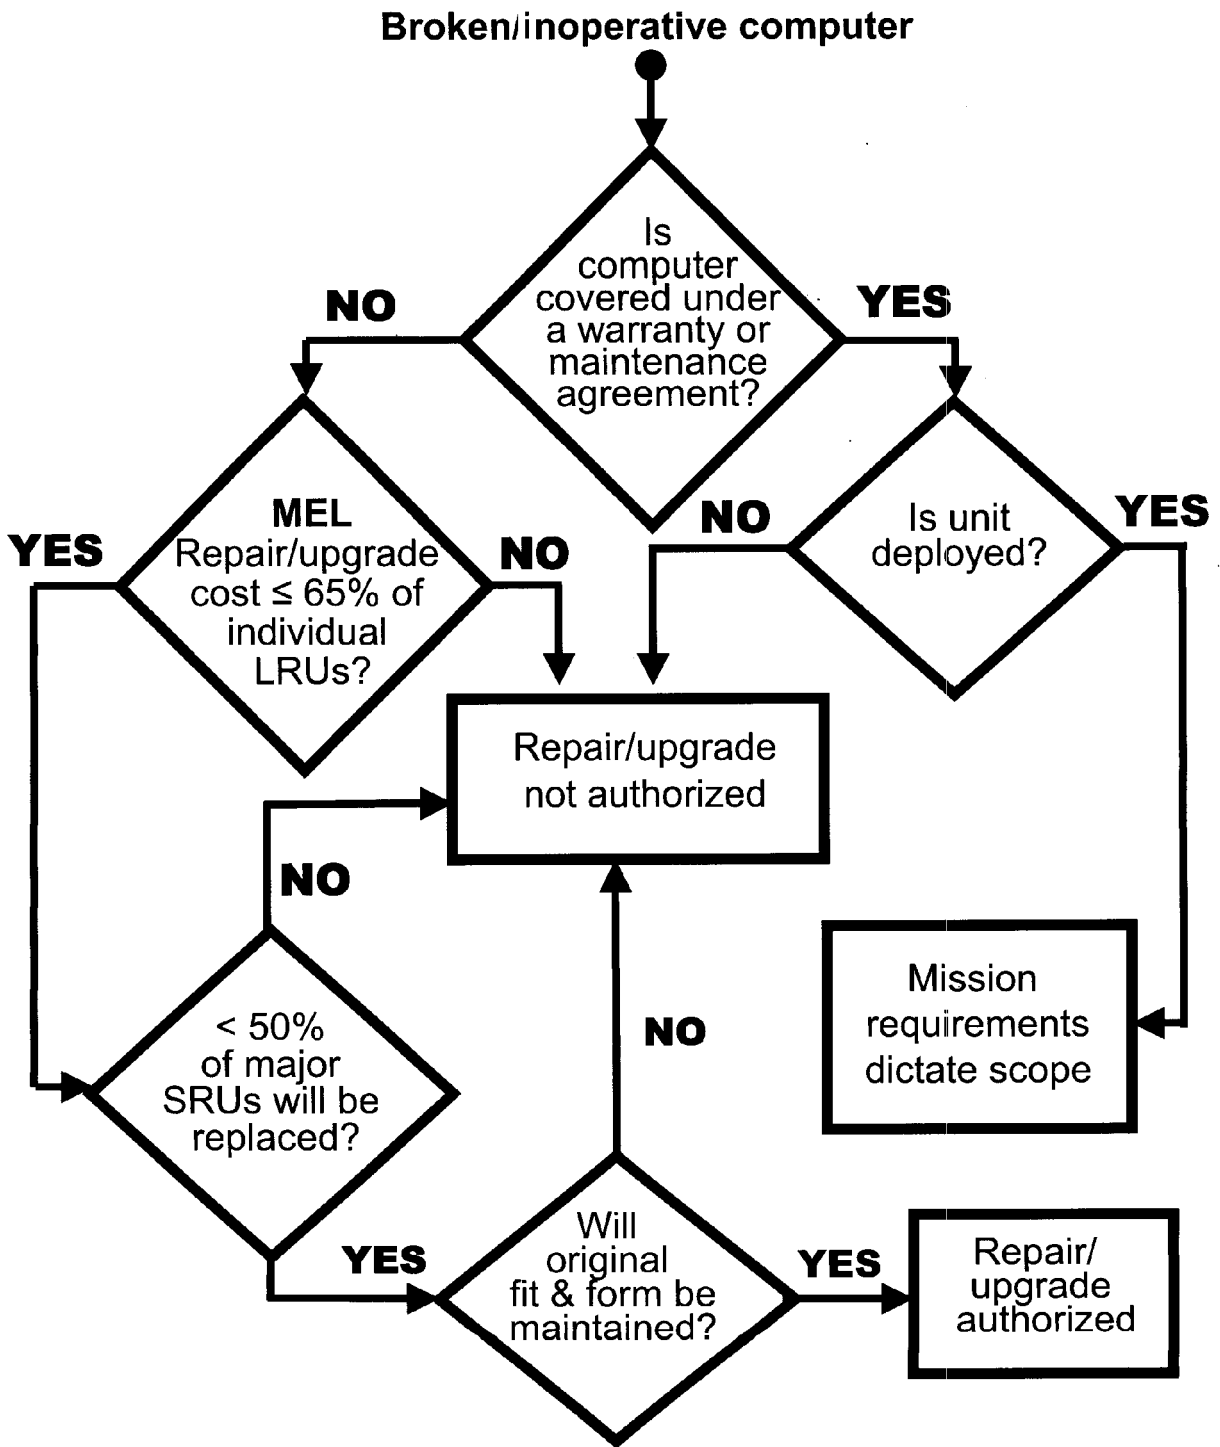 Broken/inoperative computer
Is
computer
covered under
a warranty or
maintenance
agreement?
NO
YES
MEL
Repair/upgrade
cost ≤ 65% of
individual
LRUs?
YES
NO
Is unit
deployed?
NO
YES
Repair/upgrade
not authorized
NO
< 50%
of major
SRUs will be
replaced?
Mission
requirements
dictate scope
NO
YES
Will
original
fit & form be
maintained?
YES
Repair/
upgrade
authorized